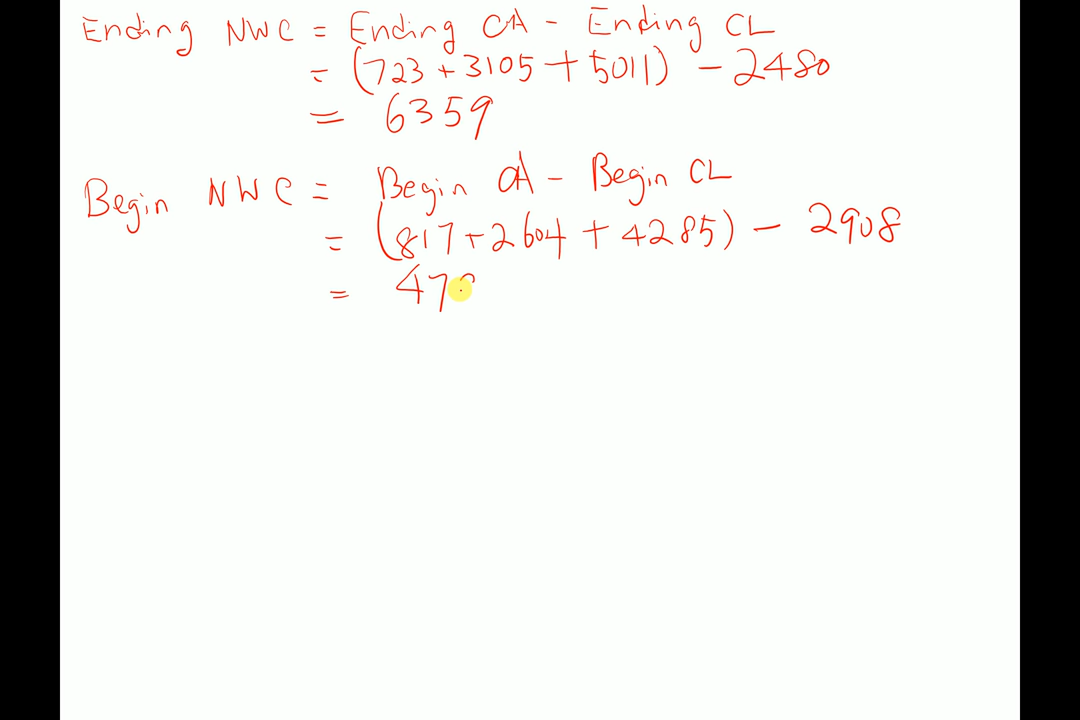 Ending NWC = Ending CA - Ending CL
= (723 + 3105 + 5011) - 2480
= 6359
Begin NWC = Begin CA - Begin CL
= (817 + 2604 + 4285) - 2908
= 47